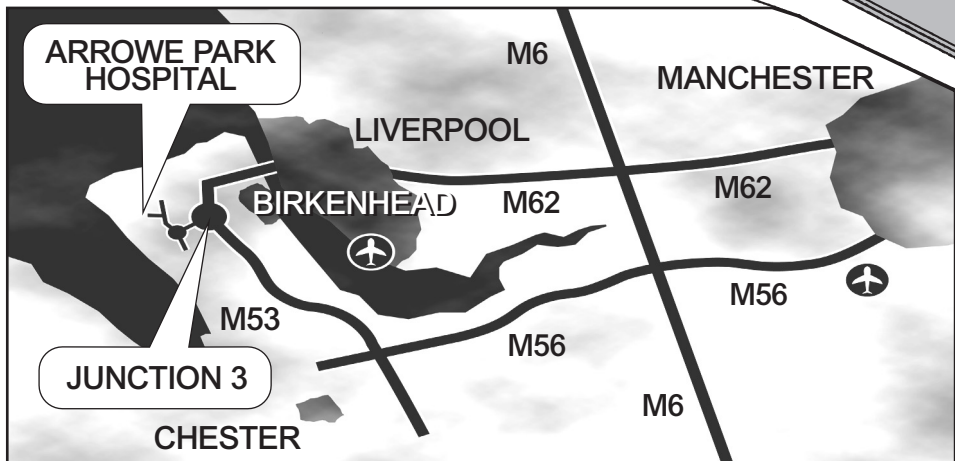 ARROWE PARK
HOSPITAL
M6
MANCHESTER
LIVERPOOL
BIRKENHEAD
M62
M62
M53
M56
M56
JUNCTION 3
M6
CHESTER